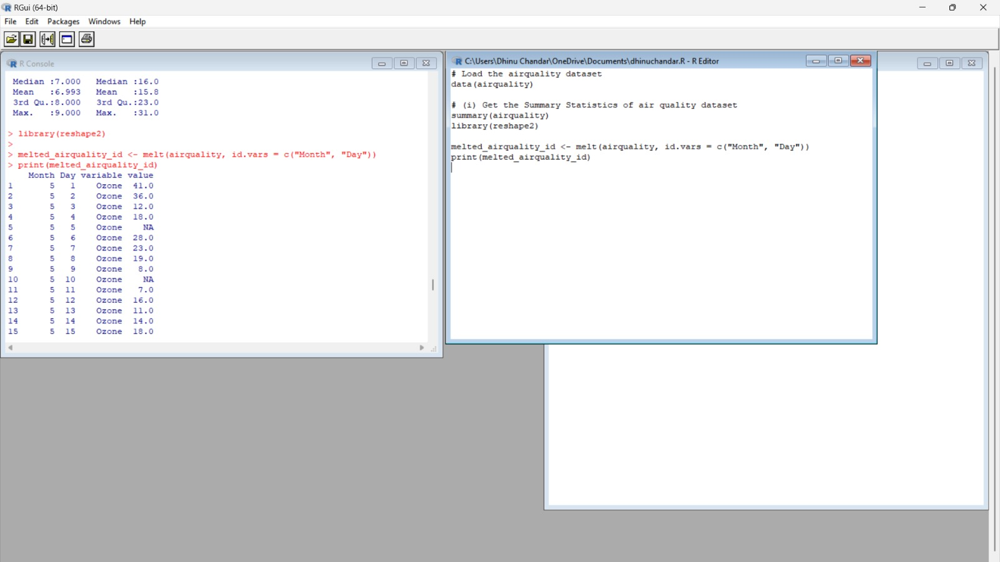 RGui (64-bit)
File Edit Packages Windows Help
R Console
Median :7.000   Median :16.0
Mean   :6.993   Mean   :15.8
3rd Qu.:8.000   3rd Qu.:23.0
Max.   :9.000   Max.   :31.0
> library(reshape2)
>
> melted_airquality_id <- melt(airquality, id.vars = c("Month", "Day"))
> print(melted_airquality_id)
    Month Day variable value
1       5   1    Ozone  41.0
2       5   2    Ozone  36.0
3       5   3    Ozone  12.0
4       5   4    Ozone  18.0
5       5   5    Ozone    NA
6       5   6    Ozone  28.0
7       5   7    Ozone  23.0
8       5   8    Ozone  19.0
9       5   9    Ozone   8.0
10      5  10    Ozone    NA
11      5  11    Ozone   7.0
12      5  12    Ozone  16.0
13      5  13    Ozone  11.0
14      5  14    Ozone  14.0
15      5  15    Ozone  18.0
C:\Users\Dhinu Chandar\OneDrive\Documents\dhinuchandar.R - R Editor
# Load the airquality dataset
data(airquality)
# (i) Get the Summary Statistics of air quality dataset
summary(airquality)
library(reshape2)
melted_airquality_id <- melt(airquality, id.vars = c("Month", "Day"))
print(melted_airquality_id)